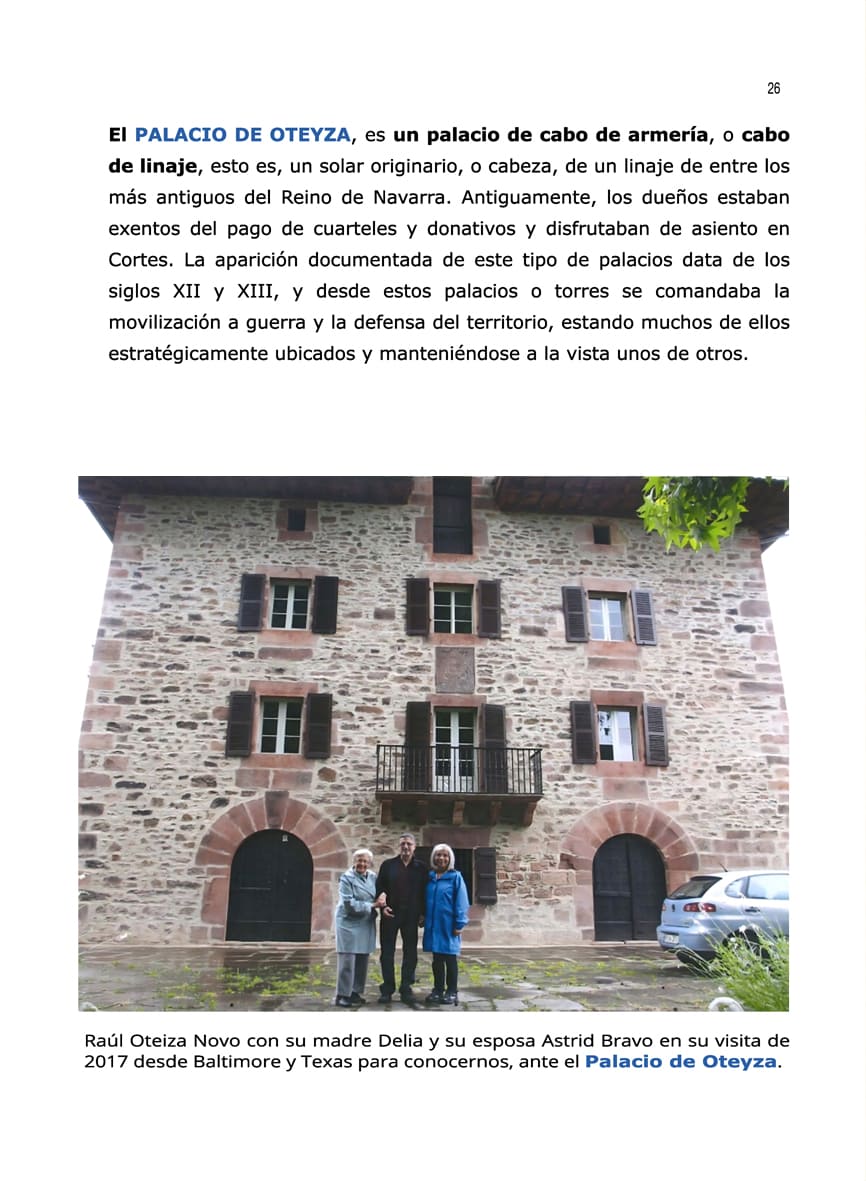 26
El PALACIO DE OTEYZA, es un palacio de cabo de armería, o cabo
de linaje, esto es, un solar originario, o cabeza, de un linaje de entre los
más antiguos del Reino de Navarra. Antiguamente, los dueños estaban
exentos del pago de cuarteles y donativos y disfrutaban de asiento en
Cortes. La aparición documentada de este tipo de palacios data de los
siglos XII y XIII, y desde estos palacios o torres se comandaba la
movilización a guerra y la defensa del territorio, estando muchos de ellos
estratégicamente ubicados y manteniéndose a la vista unos de otros.
Raúl Oteiza Novo con su madre Delia y su esposa Astrid Bravo en su visita de
2017 desde Baltimore y Texas para conocernos, ante el Palacio de Oteyza.